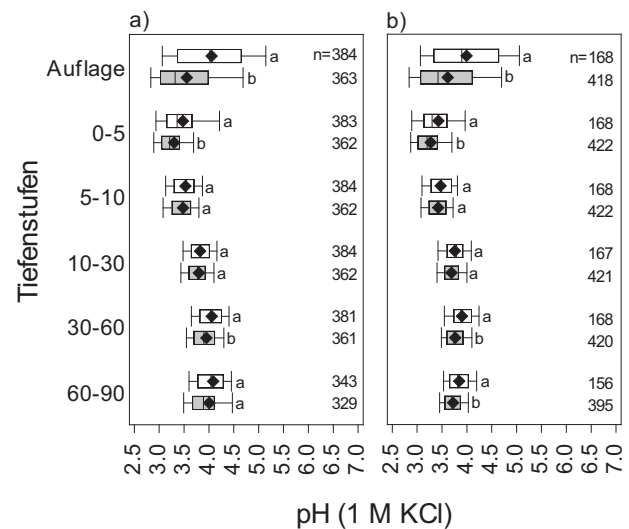 a) b)
Auflage a n=384 a n=168
b 363 b 418
0-5 a 383 a 168
b 362 b 422
5-10 a 384 a 168
a 362 a 422
10-30 a 384 a 167
a 362 a 421
30-60 a 381 a 168
b 361 b 420
60-90 a 343 a 156
a 329 b 395
Tiefenstufen
2.5 3.0 3.5 4.0 4.5 5.0 5.5 6.0 6.5 7.0 2.5 3.0 3.5 4.0 4.5 5.0 5.5 6.0 6.5 7.0
pH (1 M KCl)